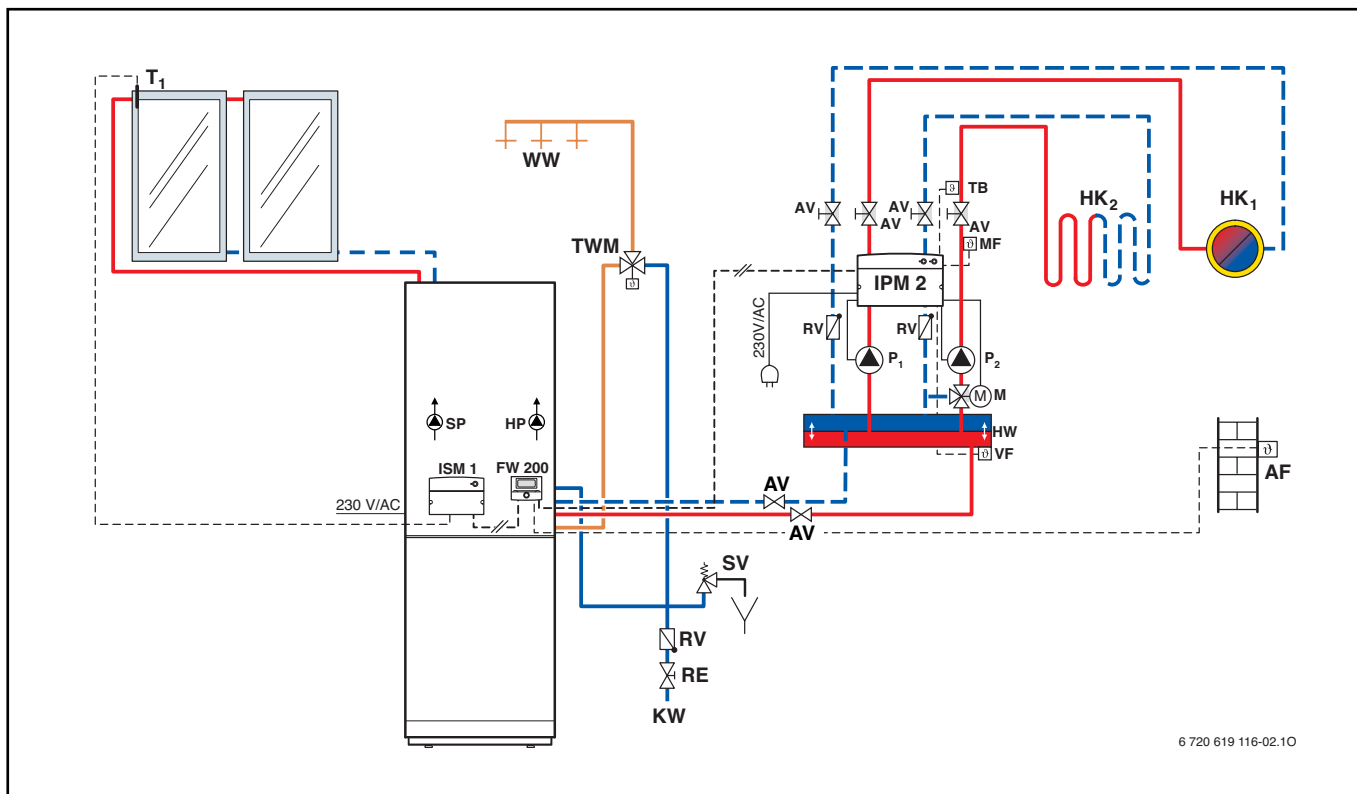 T1
WW
TWM
AV
AV
AV
AV
TB
MF
HK2
HK1
IPM 2
230V/AC
RV
RV
P1
P2
M
M
HW
VF
SP
HP
ISM 1
FW 200
230 V/AC
AV
AV
AF
SV
RV
RE
KW
ϑ
ϑ
ϑ
ϑ
ϑ
6 720 619 116-02.1O